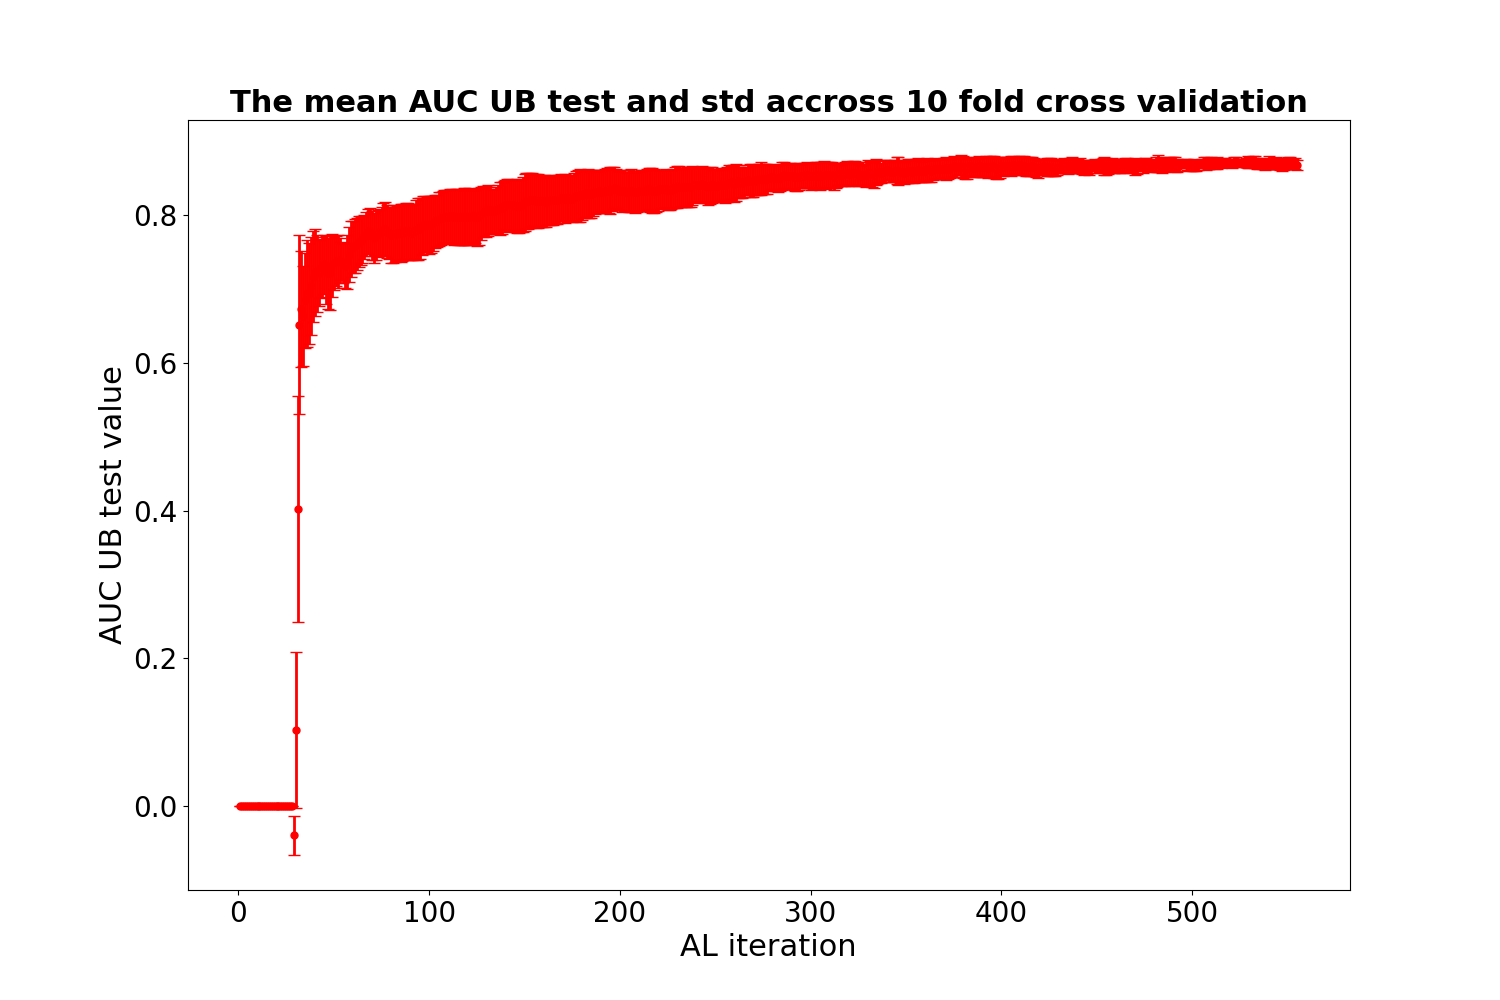 The mean AUC UB test and std accross 10 fold cross validation
AUC UB test value
0.8
0.6
0.4
0.2
0.0
0 100 200 300 400 500
AL iteration